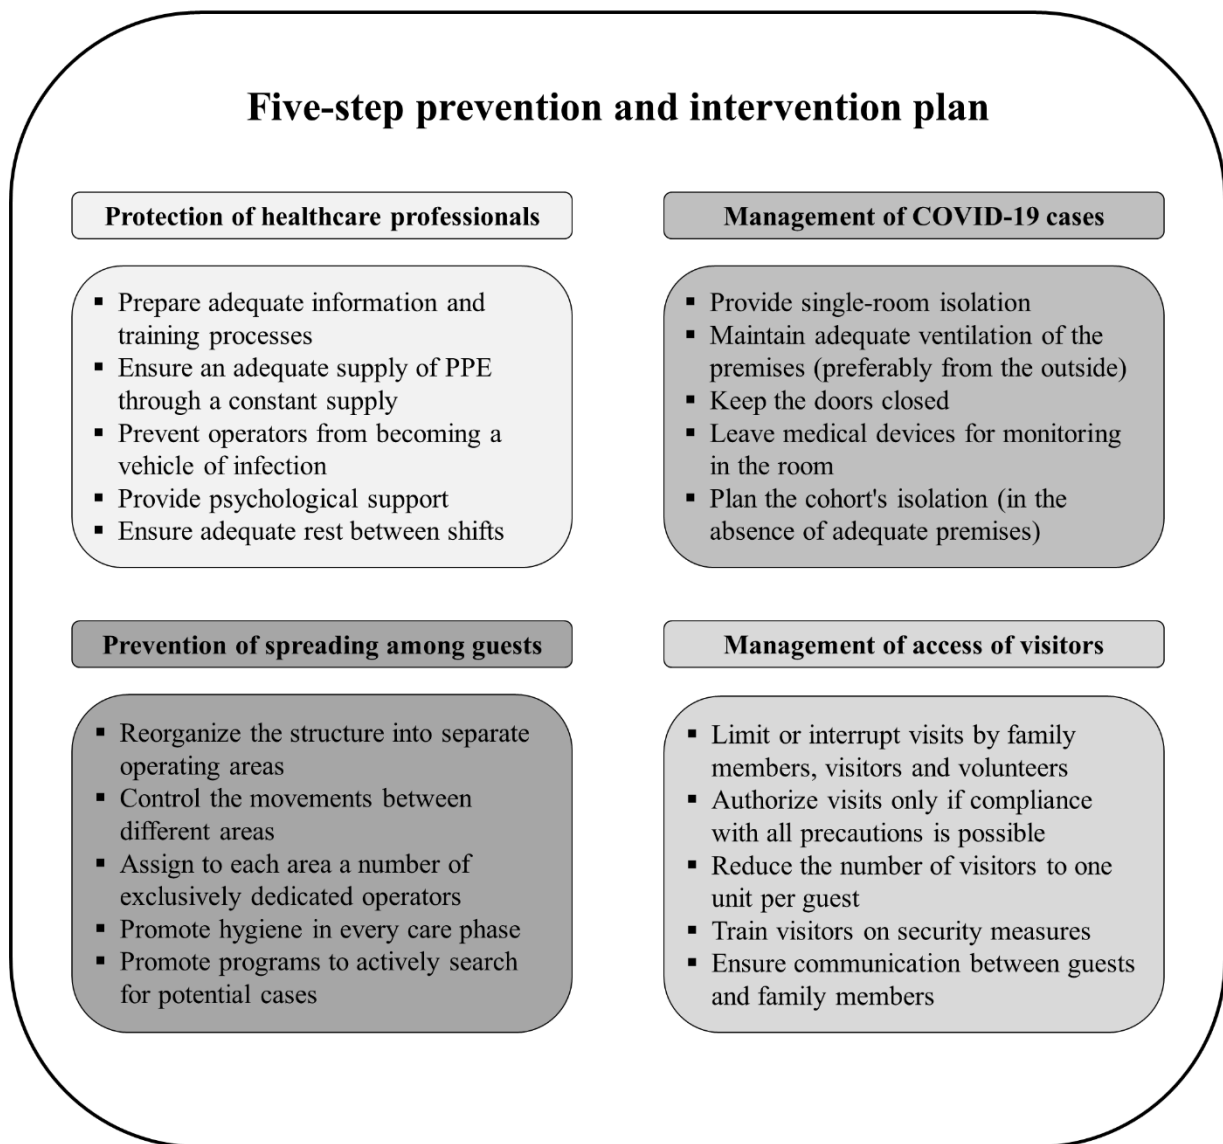 Five-step prevention and intervention plan
Protection of healthcare professionals
▪ Prepare adequate information and
training processes
▪ Ensure an adequate supply of PPE
through a constant supply
▪ Prevent operators from becoming a
vehicle of infection
▪ Provide psychological support
▪ Ensure adequate rest between shifts
Management of COVID-19 cases
▪ Provide single-room isolation
▪ Maintain adequate ventilation of the
premises (preferably from the outside)
▪ Keep the doors closed
▪ Leave medical devices for monitoring
in the room
▪ Plan the cohort's isolation (in the
absence of adequate premises)
Prevention of spreading among guests
▪ Reorganize the structure into separate
operating areas
▪ Control the movements between
different areas
▪ Assign to each area a number of
exclusively dedicated operators
▪ Promote hygiene in every care phase
▪ Promote programs to actively search
for potential cases
Management of access of visitors
▪ Limit or interrupt visits by family
members, visitors and volunteers
▪ Authorize visits only if compliance
with all precautions is possible
▪ Reduce the number of visitors to one
unit per guest
▪ Train visitors on security measures
▪ Ensure communication between guests
and family members